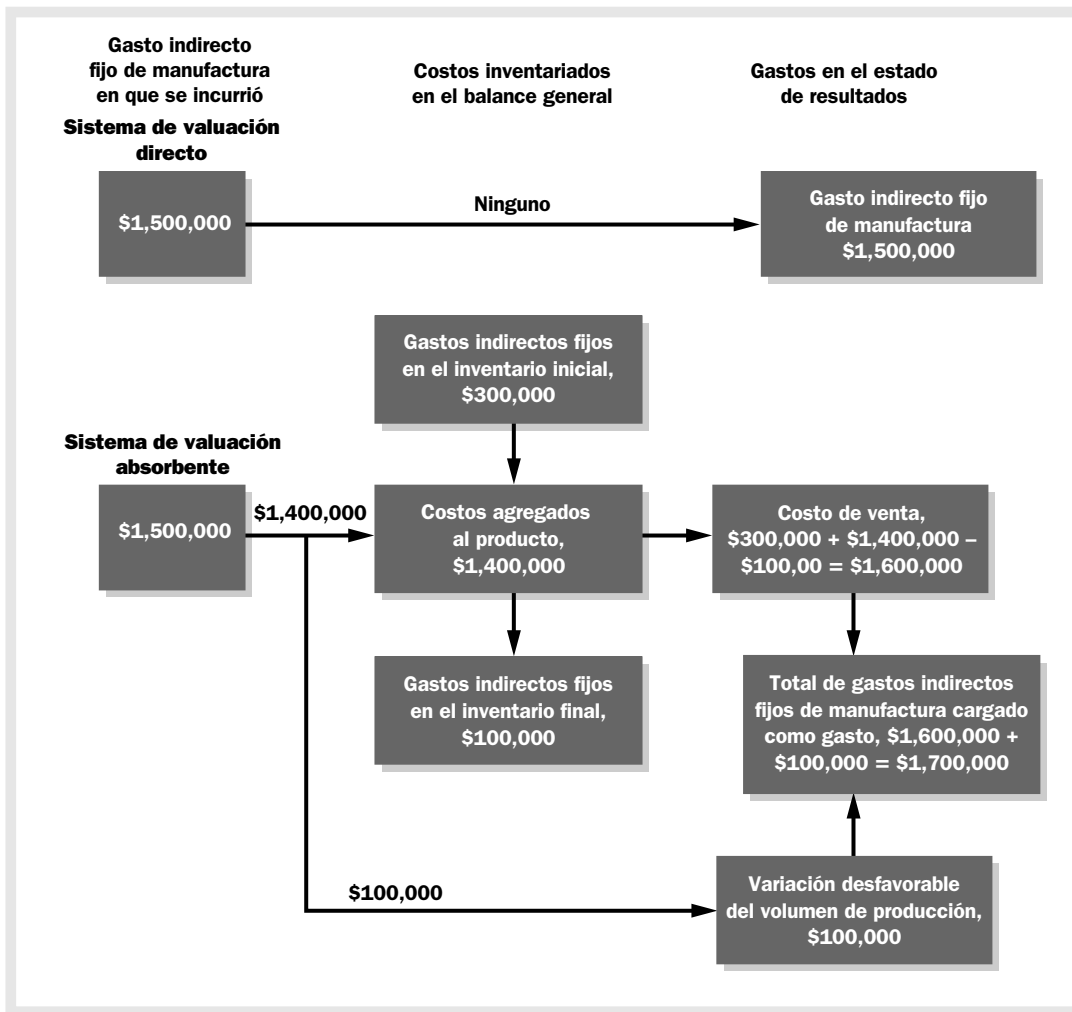 Gasto indirecto
fijo de manufactura
en que se incurrió
Costos inventariados
en el balance general
Gastos en el estado
de resultados
Sistema de valuación
directo
$1,500,000
Ninguno
Gasto indirecto fijo
de manufactura
$1,500,000
Gastos indirectos fijos
en el inventario inicial,
$300,000
Sistema de valuación
absorbente
$1,500,000
$1,400,000
Costos agregados
al producto,
$1,400,000
Costo de venta,
$300,000 + $1,400,000 –
$100,00 = $1,600,000
Gastos indirectos fijos
en el inventario final,
$100,000
Total de gastos indirectos
fijos de manufactura cargado
como gasto, $1,600,000 +
$100,000 = $1,700,000
$100,000
Variación desfavorable
del volumen de producción,
$100,000